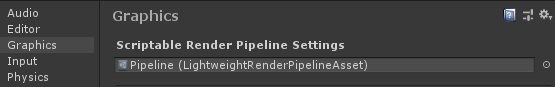 Audio
Editor
Graphics
Input
Physics
Graphics
Scriptable Render Pipeline Settings
Pipeline (LightweightRenderPipelineAsset)